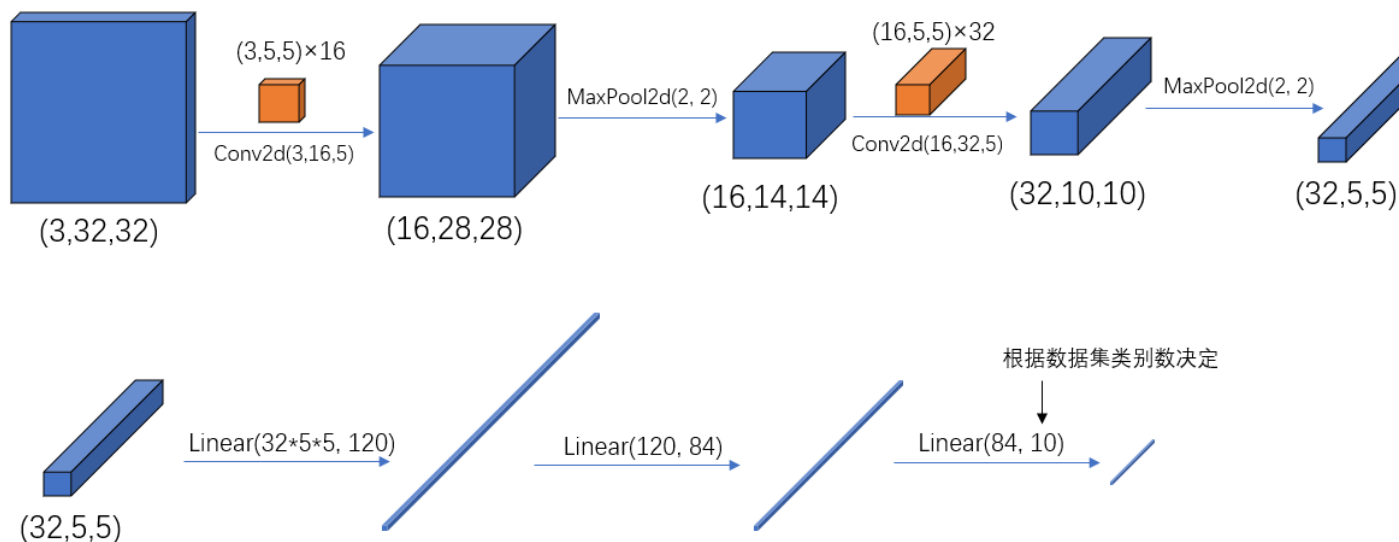 (3,5,5)×16
(16,5,5)×32
MaxPool2d(2, 2)
MaxPool2d(2, 2)
Conv2d(3,16,5)
Conv2d(16,32,5)
(3,32,32)
(16,28,28)
(16,14,14)
(32,10,10)
(32,5,5)
根据数据集类别数决定
Linear(32*5*5, 120)
Linear(120, 84)
Linear(84, 10)
(32,5,5)